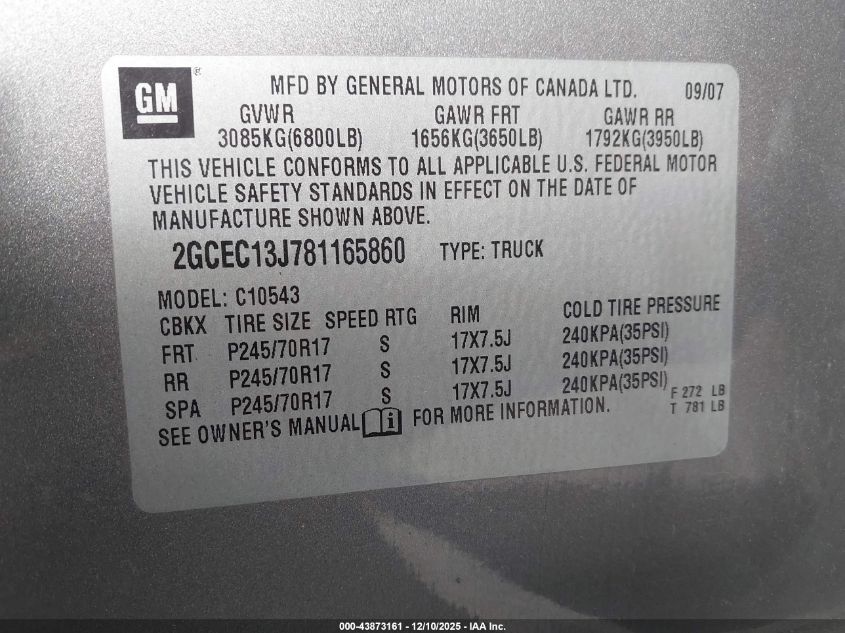 GM®
MFD BY GENERAL MOTORS OF CANADA LTD. 09/07
GVWR GAWR FRT GAWR RR
3085KG(6800LB) 1656KG(3650LB) 1792KG(3950LB)
THIS VEHICLE CONFORMS TO ALL APPLICABLE U.S. FEDERAL MOTOR
VEHICLE SAFETY STANDARDS IN EFFECT ON THE DATE OF
MANUFACTURE SHOWN ABOVE.
2GCEC13J781165860 TYPE: TRUCK
MODEL: C10543
CBKX TIRE SIZE SPEED RTG RIM COLD TIRE PRESSURE
FRT P245/70R17 S 17X7.5J 240KPA(35PSI)
RR P245/70R17 S 17X7.5J 240KPA(35PSI)
SPA P245/70R17 S 17X7.5J 240KPA(35PSI)
F 272 LB
T 781 LB
SEE OWNER'S MANUAL i FOR MORE INFORMATION.
000-43873161 - 12/10/2025 - IAA Inc.